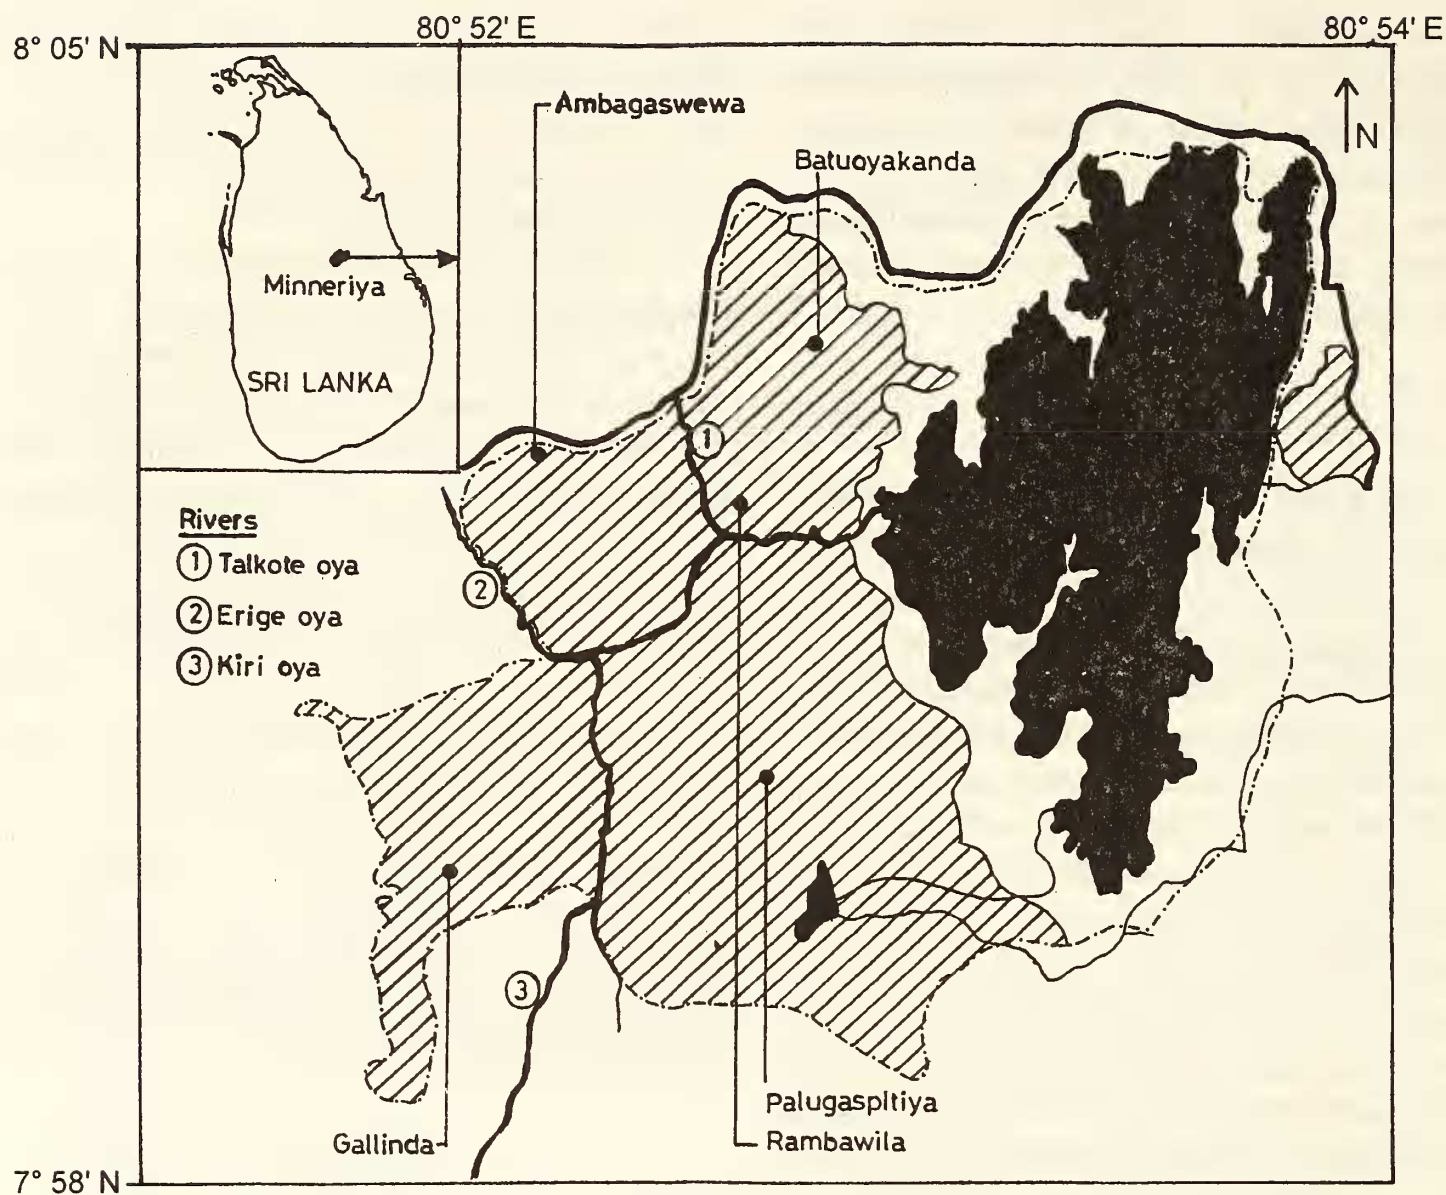 80° 52' E
80° 54' E
8° 05' N
Ambagaswewa
N
Batuoyakanda
Minneriya
SRI LANKA
1
Rivers
1 Talkote oya
2
2 Erige oya
3 Kiri oya
3
Palugaspitiya
Gallinda
Rambawila
7° 58' N